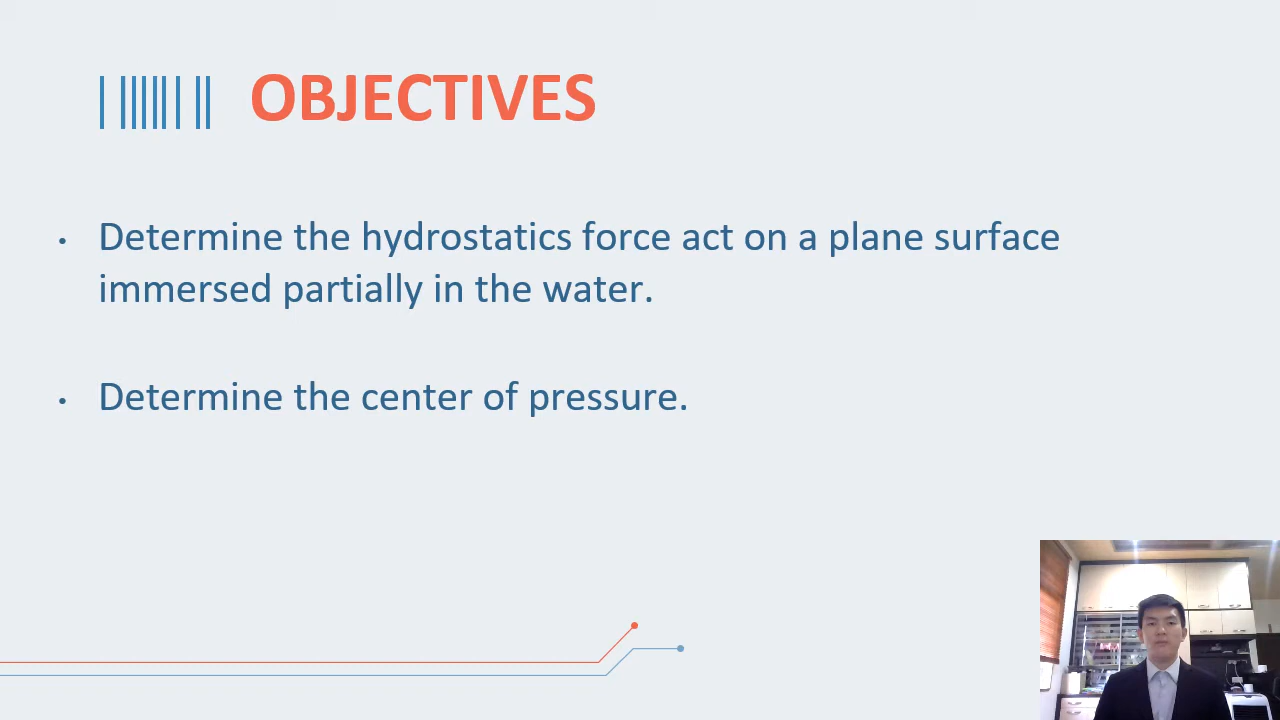 OBJECTIVES
• Determine the hydrostatics force act on a plane surface
immersed partially in the water.
• Determine the center of pressure.